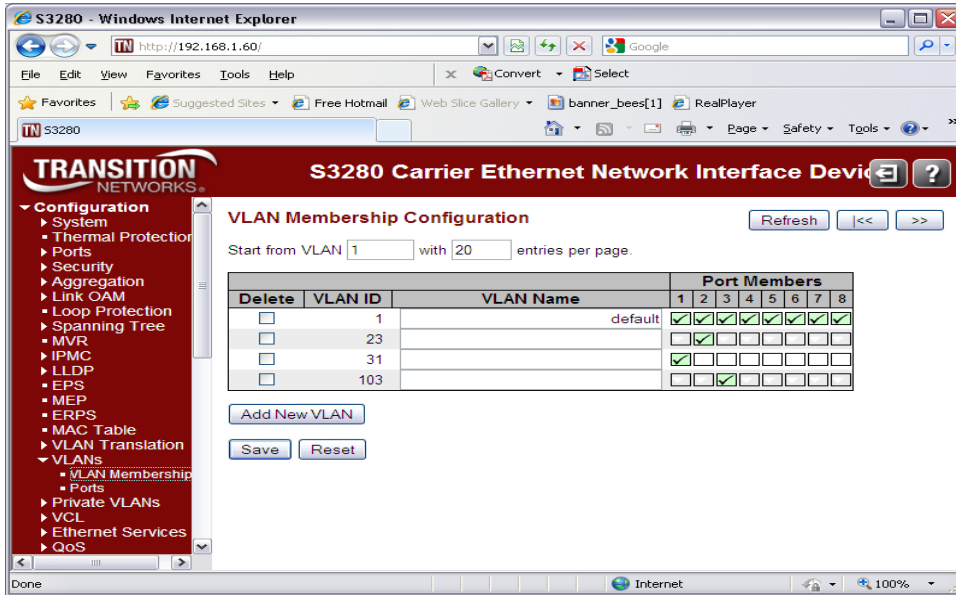 S3280 - Windows Internet Explorer
http://192.168.1.60/
Google
File Edit View Favorites Tools Help
x Convert Select
Favorites Suggested Sites Free Hotmail Web Slice Gallery banner_bees[1] RealPlayer
S3280
Page Safety Tools
TRANSITION NETWORKS®
S3280 Carrier Ethernet Network Interface Devic
Configuration
System
Thermal Protection
Ports
Security
Aggregation
Link OAM
Loop Protection
Spanning Tree
MVR
IPMC
LLDP
EPS
MEP
ERPS
MAC Table
VLAN Translation
VLANs
VLAN Membership
Ports
Private VLANs
VCL
Ethernet Services
QoS
VLAN Membership Configuration
Refresh |<< >>
Start from VLAN 1 with 20 entries per page.
Port Members
Delete VLAN ID VLAN Name 1 2 3 4 5 6 7 8
1 default
23
31
103
Add New VLAN
Save Reset
Done Internet 100%